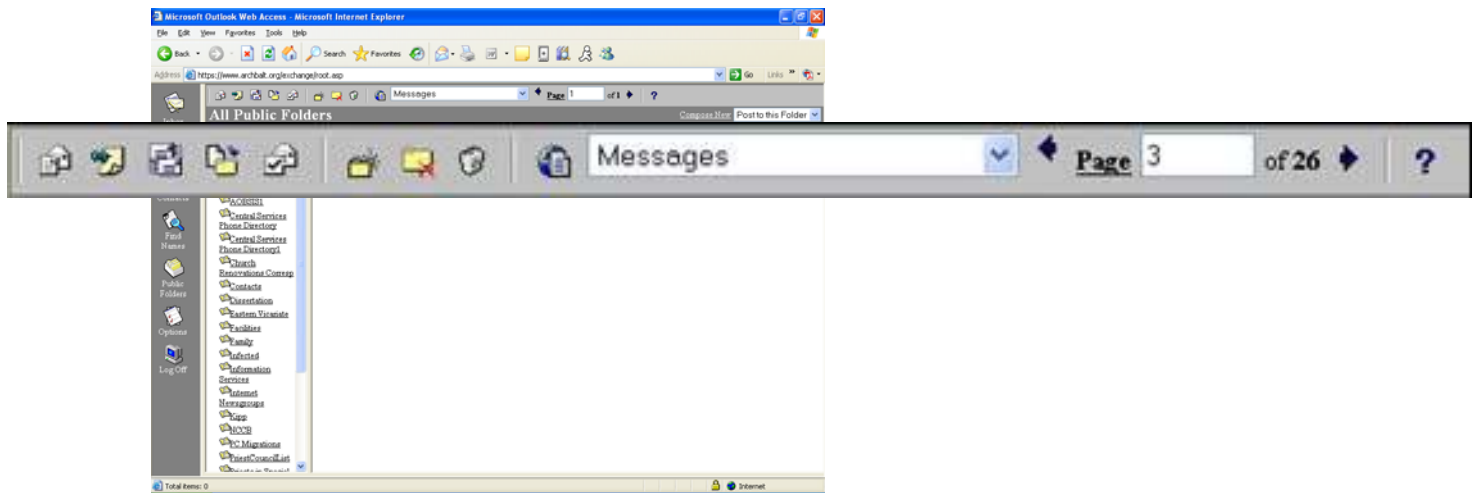 Microsoft Outlook Web Access - Microsoft Internet Explorer
File Edit View Favorites Tools Help
Back Search Favorites
Address https://www.archbalt.org/exchange/root.asp Go Links »
Messages Page 1 of 1 ?
All Public Folders Compose New Post to this Folder
Messages Page 3 of 26 ?
Central Services
Phone Directory
Central Services
Phone Directory1
Church
Renovations Corresp
Contacts
Dissertation
Eastern Vicariate
Facilities
Family
Infected
Information
Services
Internet
Newsgroups
Kipp
NCCB
PC Migrations
PriestCouncilList
Find
Names
Public
Folders
Options
Log Off
Total items: 0 Internet